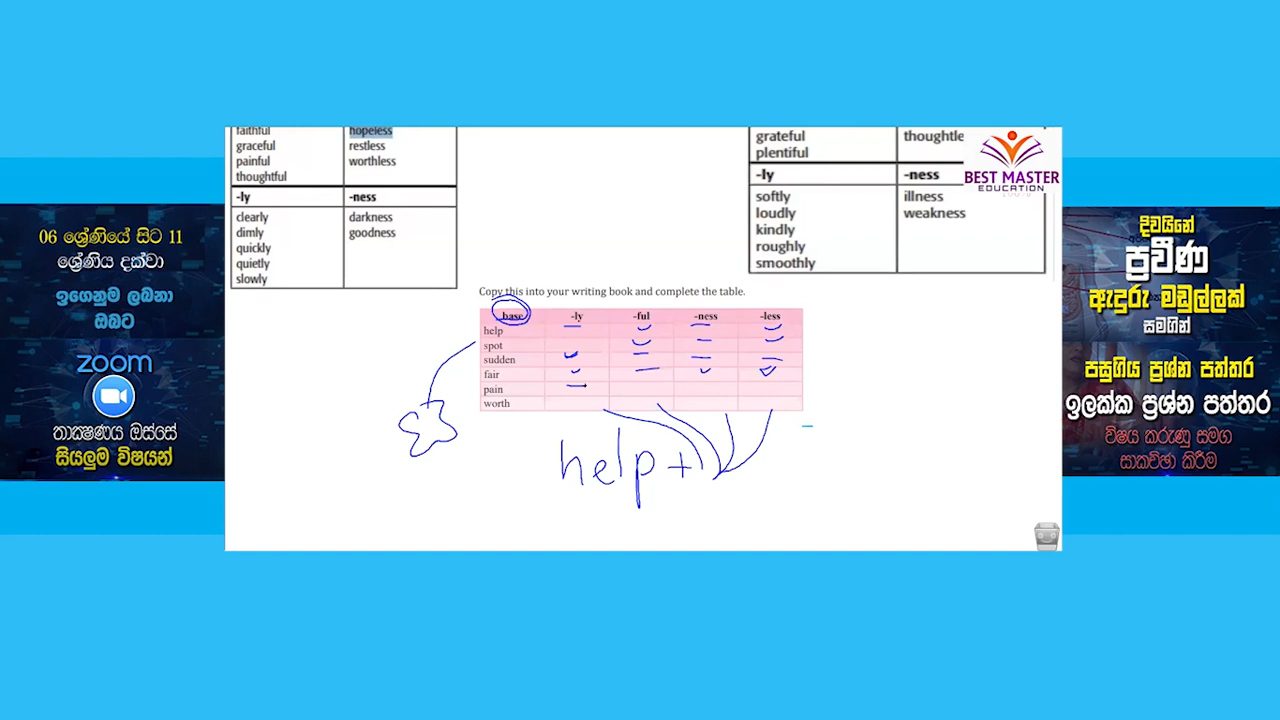 06 ශ්‍රේණියේ සිට 11
ශ්‍රේණිය දක්වා
ඉගෙනුම ලබනා
ඔබට
zoom
තාක්‍ෂණය ඔස්සේ
සියලුම විෂයන්
faithful hopeless
graceful restless
painful worthless
thoughtful
-ly -ness
clearly darkness
dimly goodness
quickly
quietly
slowly
grateful
plentiful
-ly -ness
softly illness
loudly weakness
kindly
roughly
smoothly
BEST MASTER
EDUCATION
Copy this into your writing book and complete the table.
base -ly -ful -ness -less
help
spot
sudden
fair
pain
worth
help +
දිවයිනේ
ප්‍රවීණ
ඇදුරු මඩුල්ලක්
සමගින්
පසුගිය ප්‍රශ්න පත්තර
ඉලක්ක ප්‍රශ්න පත්තර
විෂය කරුණු සමග
සාකච්ඡා කිරීම